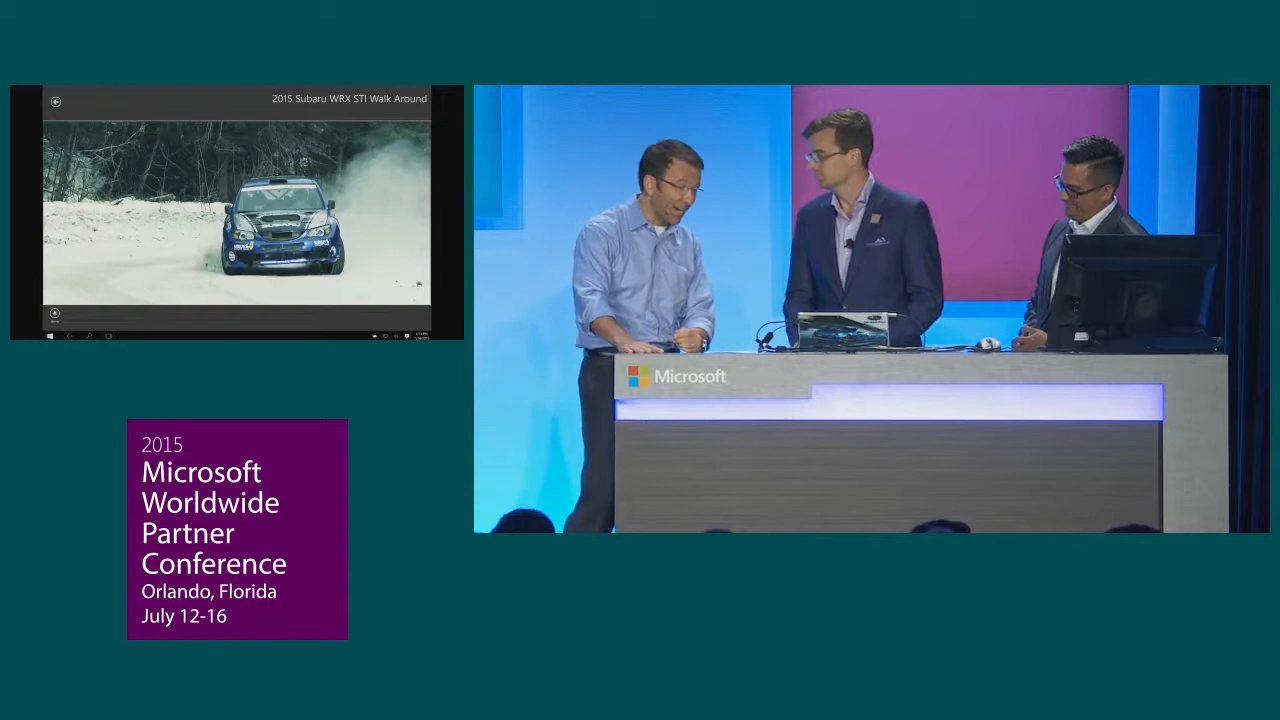 2015 Subaru WRX STI Walk Around
Microsoft
2015
Microsoft
Worldwide
Partner
Conference
Orlando, Florida
July 12-16